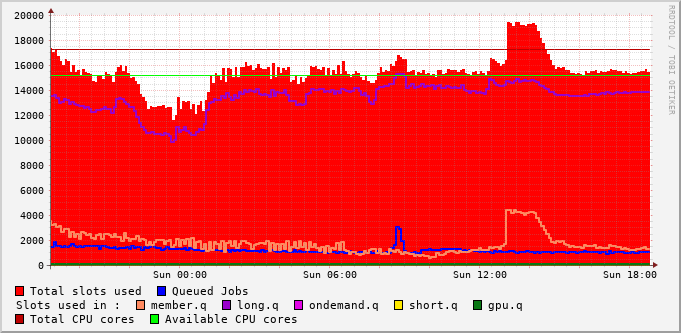 20000
18000
16000
14000
12000
10000
8000
6000
4000
2000
0
Sun 00:00 Sun 06:00 Sun 12:00 Sun 18:00
Total slots used Queued Jobs
Slots used in : member.q long.q ondemand.q short.q gpu.q
Total CPU cores Available CPU cores
RRDTOOL / TOBI OETIKER